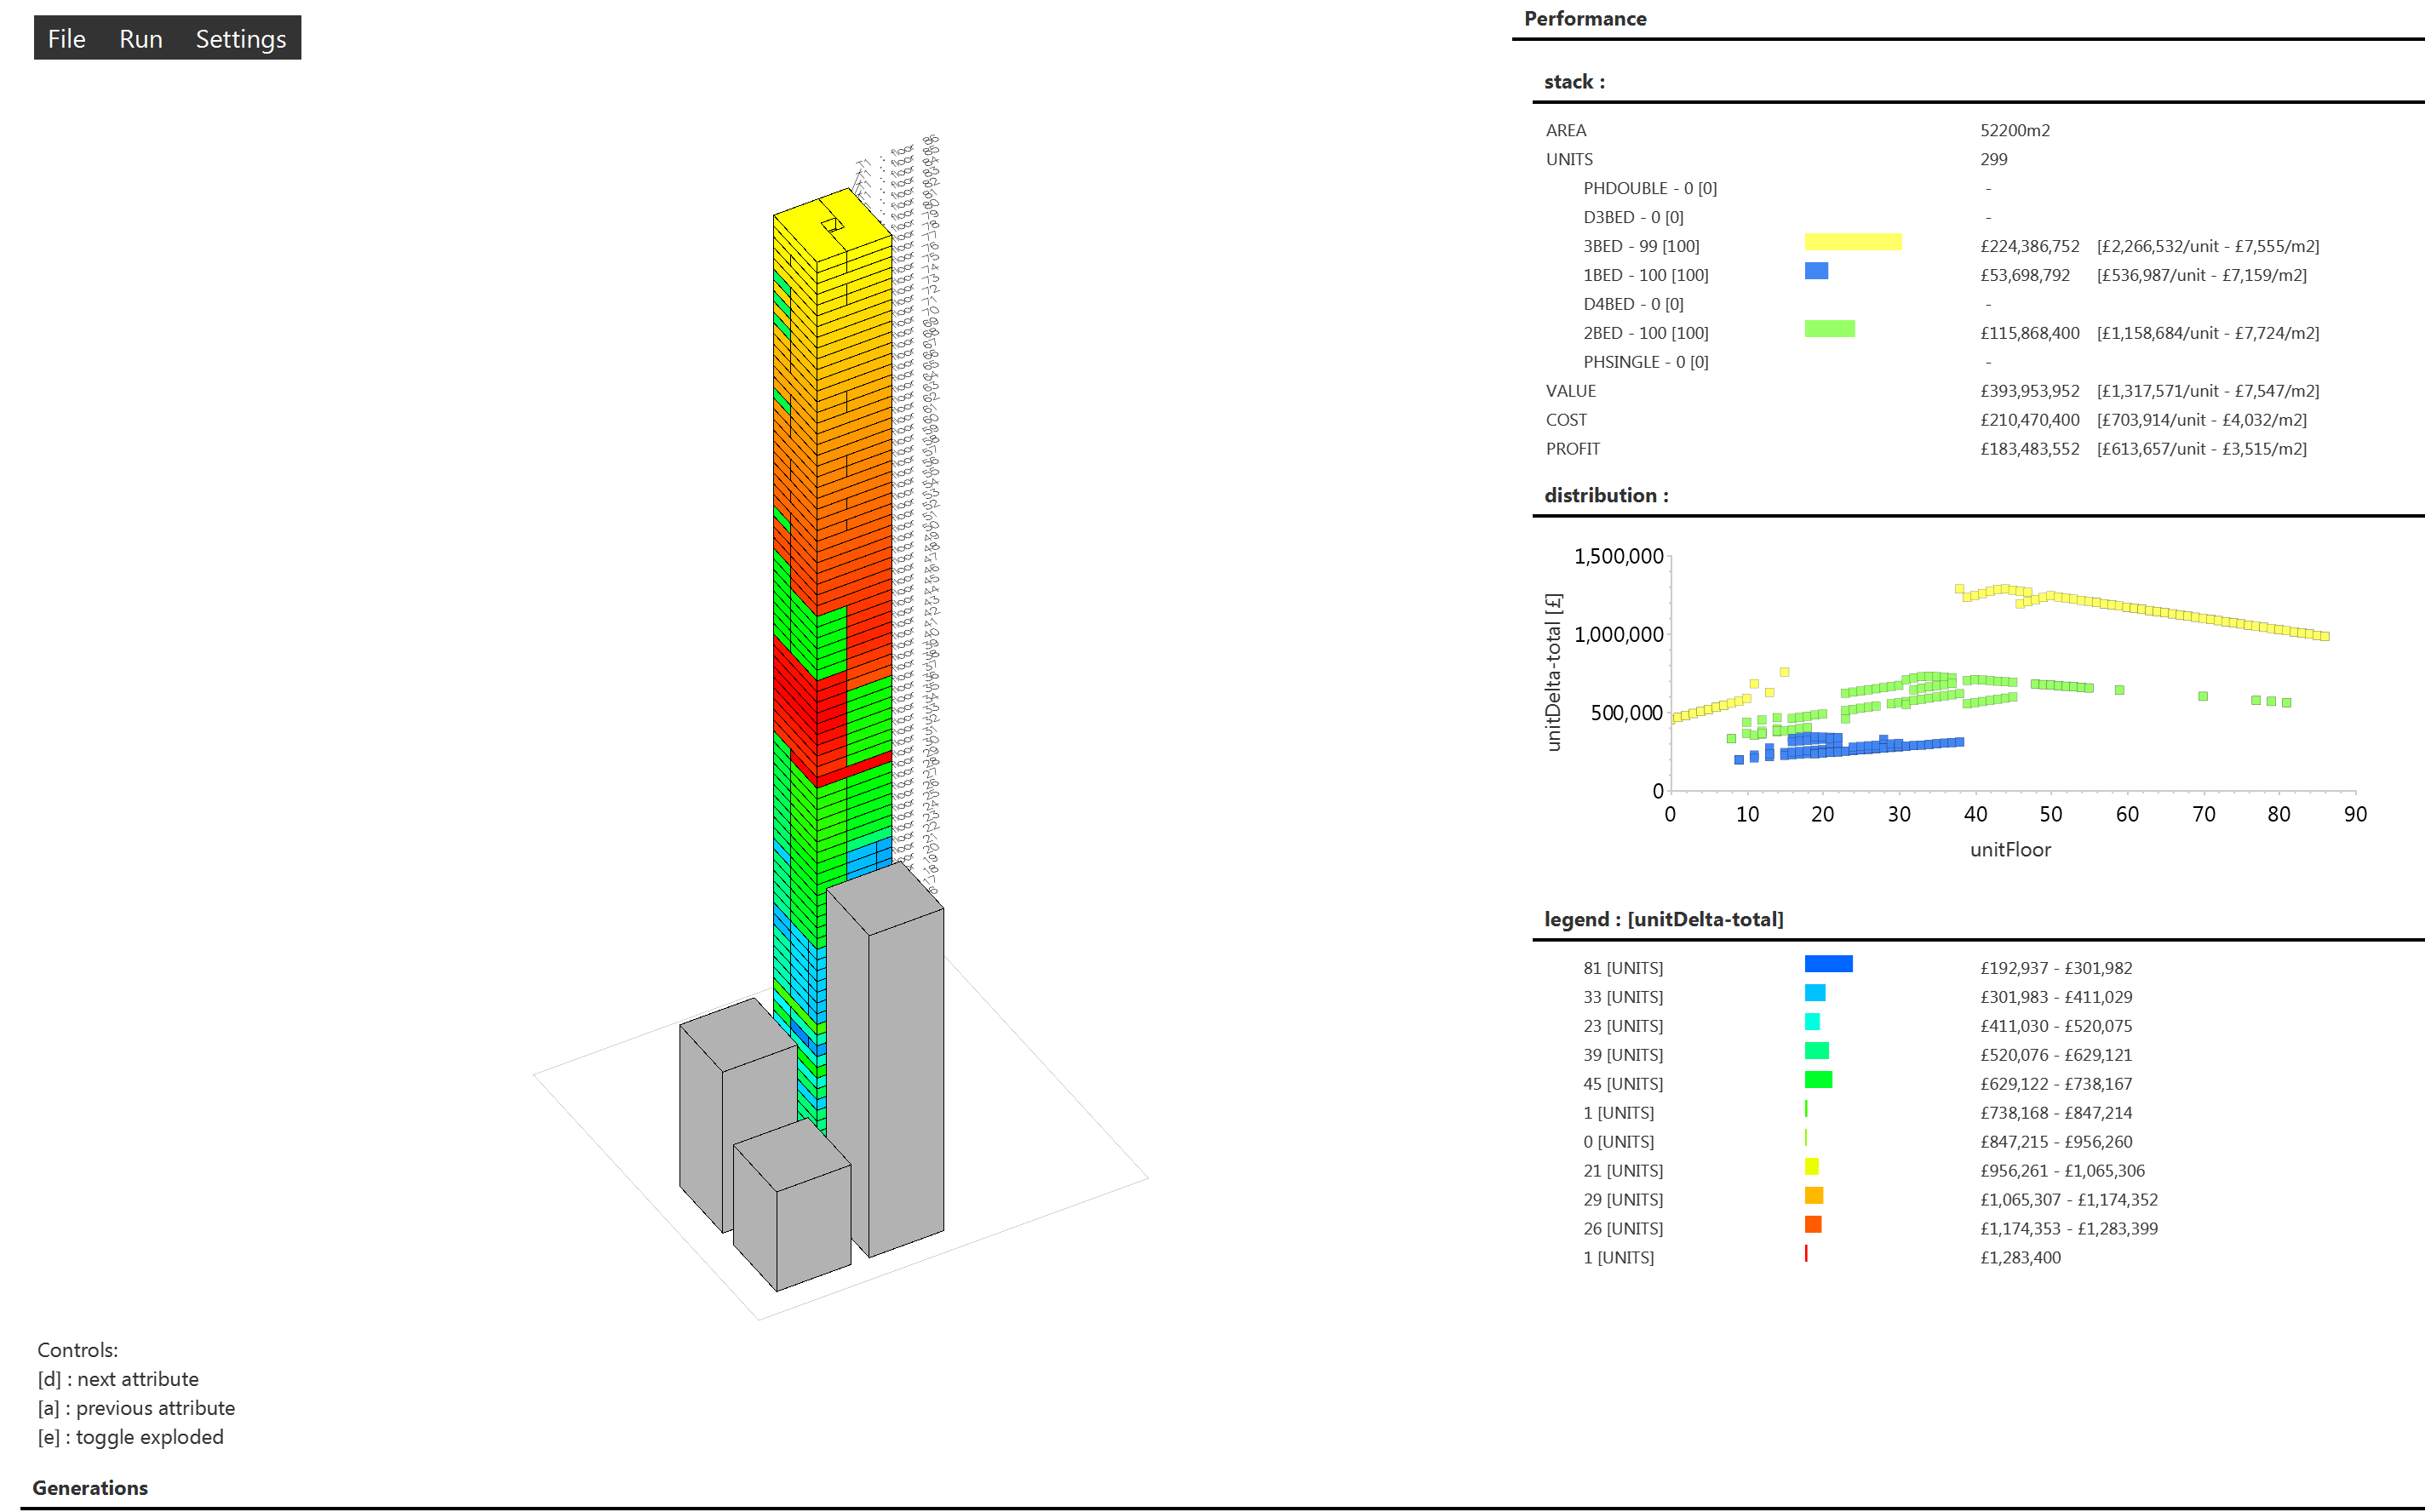 File Run Settings
Performance
stack :
AREA 52200m2
UNITS 299
PHDOUBLE - 0 [0] -
D3BED - 0 [0] -
3BED - 99 [100] £224,386,752 [£2,266,532/unit - £7,555/m2]
1BED - 100 [100] £53,698,792 [£536,987/unit - £7,159/m2]
D4BED - 0 [0] -
2BED - 100 [100] £115,868,400 [£1,158,684/unit - £7,724/m2]
PHSINGLE - 0 [0] -
VALUE £393,953,952 [£1,317,571/unit - £7,547/m2]
COST £210,470,400 [£703,914/unit - £4,032/m2]
PROFIT £183,483,552 [£613,657/unit - £3,515/m2]
distribution :
1,500,000
1,000,000
500,000
0
unitDelta-total [£]
0 10 20 30 40 50 60 70 80 90
unitFloor
legend : [unitDelta-total]
81 [UNITS] £192,937 - £301,982
33 [UNITS] £301,983 - £411,029
23 [UNITS] £411,030 - £520,075
39 [UNITS] £520,076 - £629,121
45 [UNITS] £629,122 - £738,167
1 [UNITS] £738,168 - £847,214
0 [UNITS] £847,215 - £956,260
21 [UNITS] £956,261 - £1,065,306
29 [UNITS] £1,065,307 - £1,174,352
26 [UNITS] £1,174,353 - £1,283,399
1 [UNITS] £1,283,400
Controls:
[d] : next attribute
[a] : previous attribute
[e] : toggle exploded
Generations